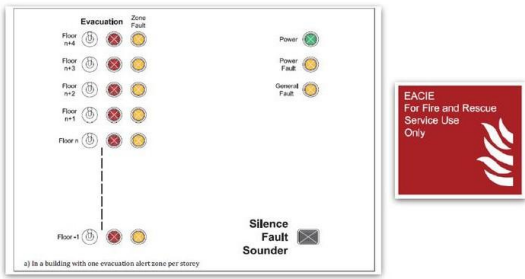 Evacuation
Zone
Fault
Floor
n+4
Floor
n+3
Floor
n+2
Floor
n+1
Floor n
Floor -1
Power
Power
Fault
General
Fault
Silence
Fault
Sounder
a) In a building with one evacuation alert zone per storey
EACIE
For Fire and Rescue
Service Use
Only